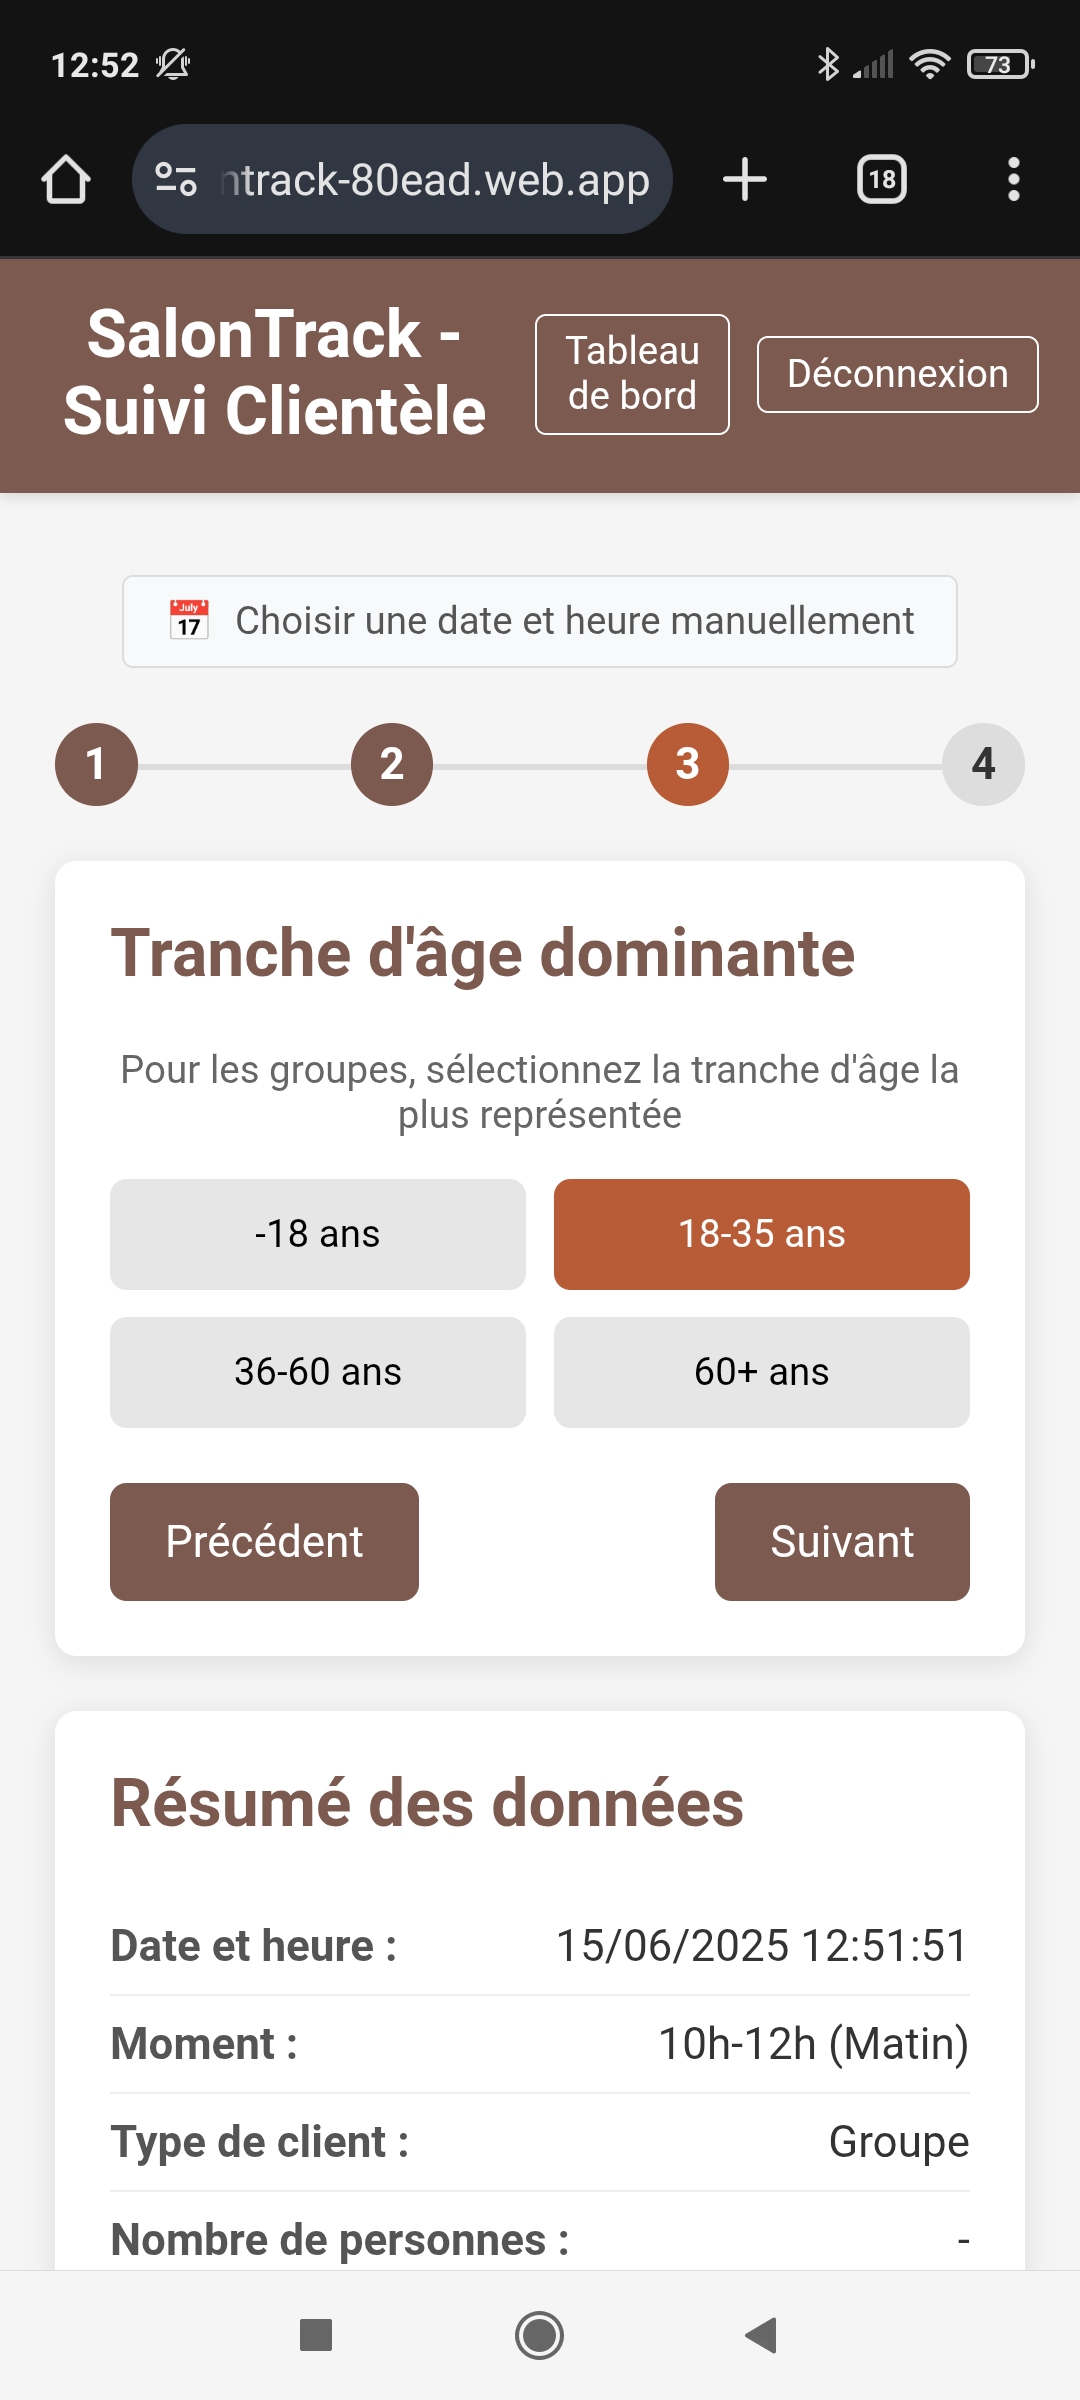 12:52
73
ntrack-80ead.web.app
18
SalonTrack -
Suivi Clientèle
Tableau
de bord
Déconnexion
July
17
Choisir une date et heure manuellement
1
2
3
4
Tranche d'âge dominante
Pour les groupes, sélectionnez la tranche d'âge la
plus représentée
-18 ans
18-35 ans
36-60 ans
60+ ans
Précédent
Suivant
Résumé des données
Date et heure : 15/06/2025 12:51:51
Moment : 10h-12h (Matin)
Type de client : Groupe
Nombre de personnes : -